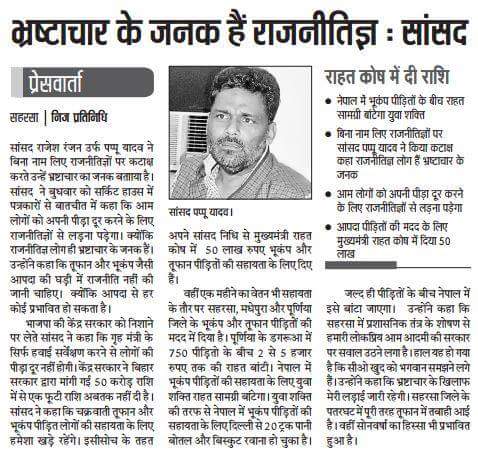 भ्रष्टाचार के जनक हैं राजनीतिज्ञ : सांसद
प्रेसवार्ता
सहरसा | निज प्रतिनिधि
सांसद राजेश रंजन उर्फ पप्पू यादव ने
बिना नाम लिए राजनीतिज्ञों पर कटाक्ष
करते उन्हें भ्रष्टाचार का जनक बताया है।
सांसद ने बुधवार को सर्किट हाउस में
पत्रकारों से बातचीत में कहा कि आम
लोगों को अपनी पीड़ा दूर करने के लिए
राजनीतिज्ञों से लड़ना पड़ेगा। क्योंकि
राजनीतिज्ञ लोग ही भ्रष्टाचार के जनक हैं।
उन्होंने कहा कि तूफान और भूकंप जैसी
आपदा की घड़ी में राजनीति नहीं की
जानी चाहिए। क्योंकि आपदा से हर
कोई प्रभावित हो सकता है।
भाजपा की केंद्र सरकार को निशाने
पर लेते सांसद ने कहा कि गृह मंत्री के
सिर्फ हवाई सर्वेक्षण करने से लोगों की
पीड़ा दूर नहीं होगी। केंद्र सरकार ने बिहार
सरकार द्वारा मांगी गई 50 करोड़ राशि
में से एक फूटी राशि अबतक नहीं दी है।
सांसद ने कहा कि चक्रवाती तूफान और
भूकंप पीड़ित लोगों की सहायता के लिए
हमेशा खड़े रहेंगे। इसीसोच के तहत
सांसद पप्पू यादव।
अपने सांसद निधि से मुख्यमंत्री राहत
कोष में 50 लाख रुपए भूकंप और
तूफान पीड़ितों की सहायता के लिए दिए
हैं।
वहीं एक महीने का वेतन भी सहायता
के तौर पर सहरसा, मधेपुरा और पूर्णिया
जिले के भूकंप और तूफान पीड़ितों की
मदद में दिया है। पूर्णिया के डगरूआ में
750 पीड़ितो के बीच 2 से 5 हजार
रुपए तक की राहत बांटी। नेपाल में
भूकंप पीड़ितों की सहायता के लिए युवा
शक्ति राहत सामग्री बांटेगा। युवा शक्ति
की तरफ से नेपाल में भूकंप पीड़ितों की
सहायता के लिए दिल्ली से 20 ट्रक पानी
बोतल और बिस्कुट रवाना हो चुका है।
राहत कोष में दी राशि
नेपाल में भूकंप पीड़ितों के बीच राहत
सामग्री बांटेगा युवा शक्ति
बिना नाम लिए राजनीतिज्ञों पर
सांसद पप्पू यादव ने किया कटाक्ष
कहा राजनीतिज्ञ लोग हैं भ्रष्टाचार के
जनक
आम लोगों को अपनी पीड़ा दूर करने
के लिए राजनीतिज्ञों से लड़ना पड़ेगा
आपदा पीड़ितों की मदद के लिए
मुख्यमंत्री राहत कोष में दिया 50
लाख
जल्द ही पीड़ितों के बीच नेपाल में
इसे बांटा जाएगा। उन्होंने कहा कि
सहरसा में प्रशासनिक तंत्र के शोषण से
हमारी लोकप्रिय आम आदमी की सरकार
पर सवाल उठने लगा है। हाल यह हो गया
है कि सीओ खुद को भगवान समझने लगे
हैं। उन्होंने कहा कि भ्रष्टाचार के खिलाफ
मेरी लड़ाई जारी रहेगी। सहरसा जिले के
पतरघट में पूरी तरह तूफान में तबाही आई
है। वहीं सोनवर्षा का हिस्सा भी प्रभावित
हुआ है।